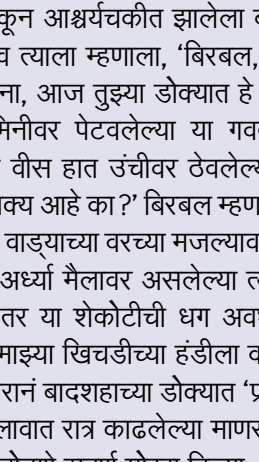 कून आश्चर्यचकीत झालेला
व त्याला म्हणाला, ‘बिरबल,
ना, आज तुझ्या डोक्यात हे
मिनीवर पेटवलेल्या या गव
वीस हात उंचीवर ठेवलेल्
क्य आहे का?’ बिरबल म्हण
वाड्याच्या वरच्या मजल्याव
अर्ध्या मैलावर असलेल्या त
तर या शेकोटीची धग अव
माझ्या खिचडीच्या हंडीला व
रानं बादशहाच्या डोक्यात ‘प्र
लावात रात्र काढलेल्या माणस